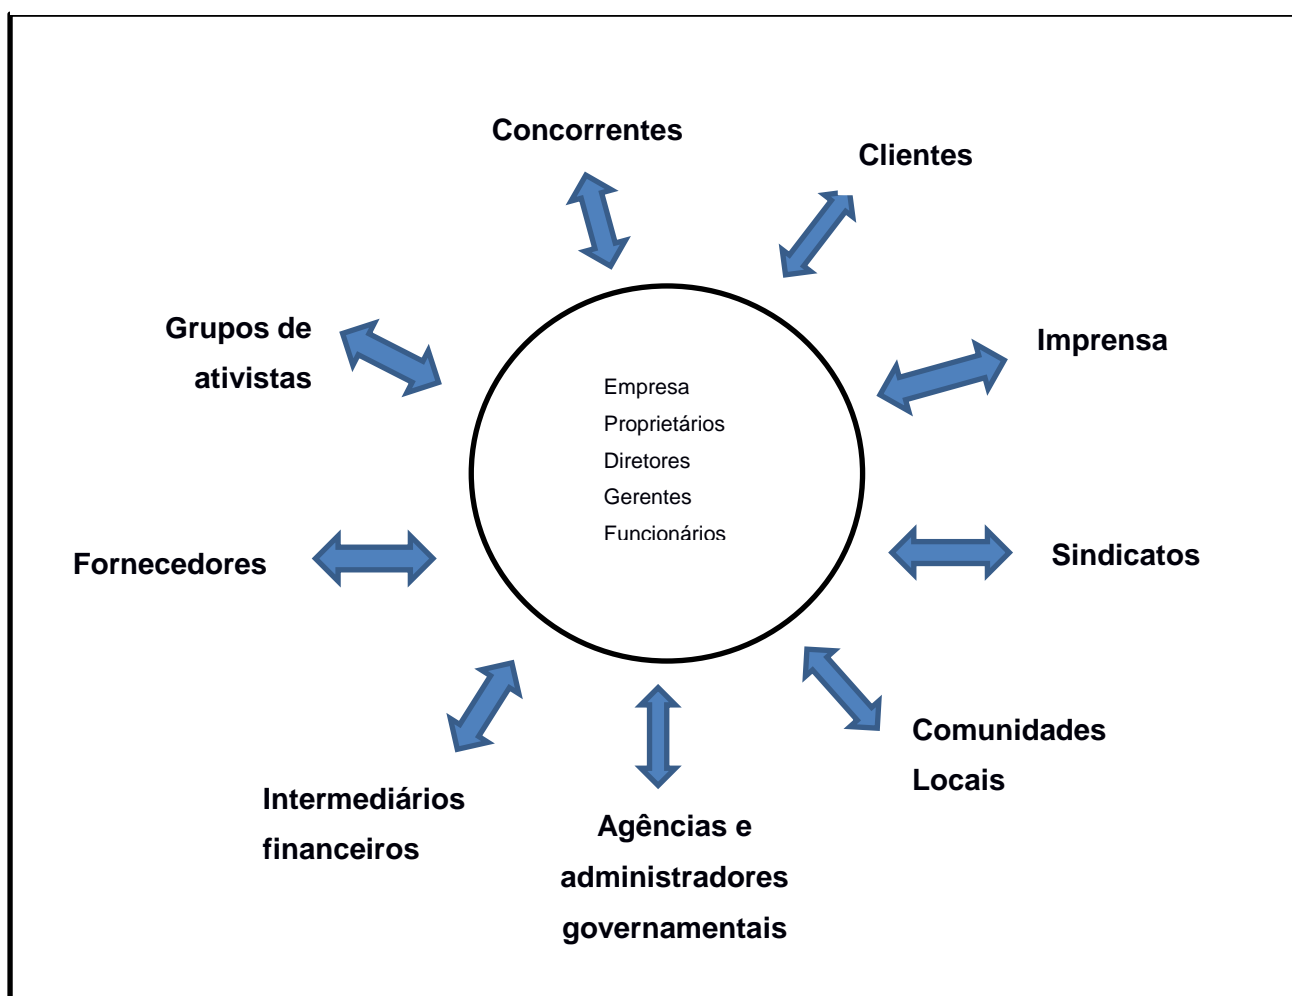 Concorrentes
Clientes
Grupos de
ativistas
Imprensa
Empresa
Proprietários
Diretores
Gerentes
Funcionários
Fornecedores
Sindicatos
Comunidades
Locais
Intermediários
financeiros
Agências e
administradores
governamentais